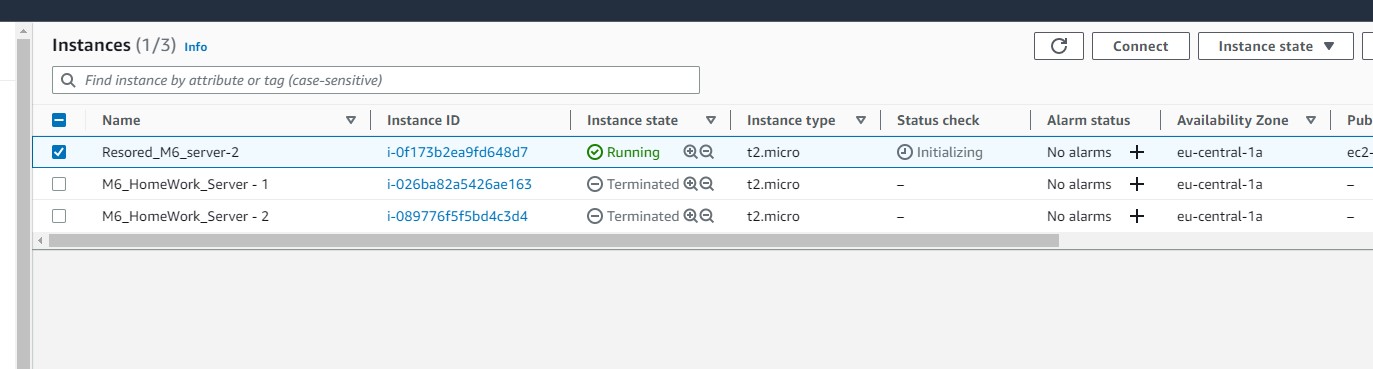 Instances (1/3) Info
Connect
Instance state
Find instance by attribute or tag (case-sensitive)
Name Instance ID Instance state Instance type Status check Alarm status Availability Zone Pub
Resored_M6_server-2 i-0f173b2ea9fd648d7 Running t2.micro Initializing No alarms + eu-central-1a ec2-
M6_HomeWork_Server - 1 i-026ba82a5426ae163 Terminated t2.micro – No alarms + eu-central-1a –
M6_HomeWork_Server - 2 i-089776f5f5bd4c3d4 Terminated t2.micro – No alarms + eu-central-1a –